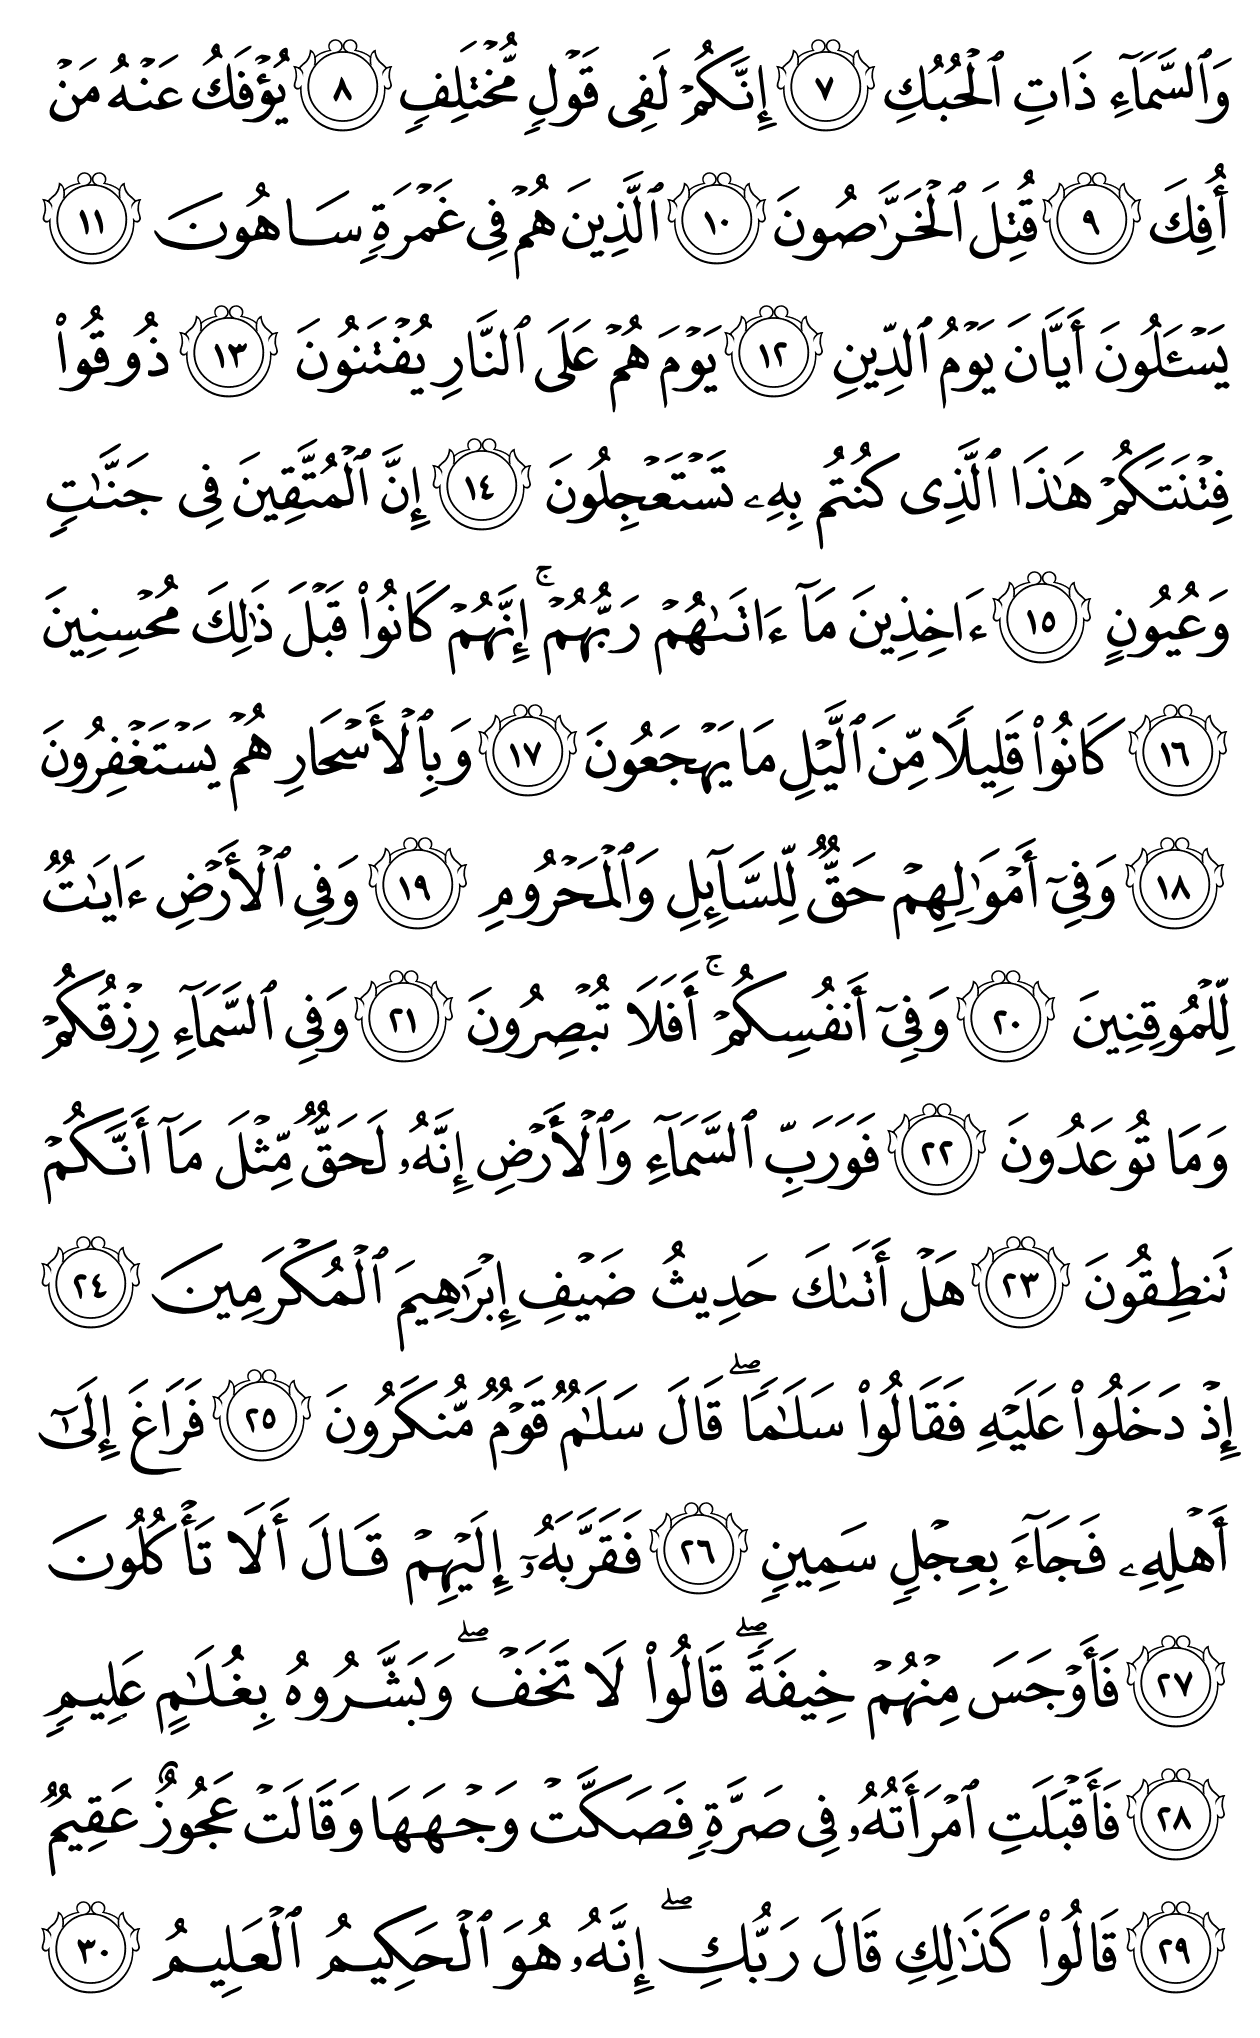 وَٱلسَّمَآءِ ذَاتِ ٱلْحُبُكِ ٧ إِنَّكُمْ لَفِى قَوْلٍ مُّخْتَلِفٍ ٨ يُؤْفَكُ عَنْهُ مَنْ
أُفِكَ ٩ قُتِلَ ٱلْخَرَّٰصُونَ ١٠ ٱلَّذِينَ هُمْ فِى غَمْرَةٍ سَاهُونَ ١١
يَسْـَٔلُونَ أَيَّانَ يَوْمُ ٱلدِّينِ ١٢ يَوْمَ هُمْ عَلَى ٱلنَّارِ يُفْتَنُونَ ١٣ ذُوقُوا۟
فِتْنَتَكُمْ هَـٰذَا ٱلَّذِى كُنتُم بِهِۦ تَسْتَعْجِلُونَ ١٤ إِنَّ ٱلْمُتَّقِينَ فِى جَنَّـٰتٍ
وَعُيُونٍ ١٥ ءَاخِذِينَ مَآ ءَاتَىٰهُمْ رَبُّهُمْ ۚ إِنَّهُمْ كَانُوا۟ قَبْلَ ذَٰلِكَ مُحْسِنِينَ
١٦ كَانُوا۟ قَلِيلًا مِّنَ ٱلَّيْلِ مَا يَهْجَعُونَ ١٧ وَبِٱلْأَسْحَارِ هُمْ يَسْتَغْفِرُونَ
١٨ وَفِىٓ أَمْوَٰلِهِمْ حَقٌّ لِّلسَّآئِلِ وَٱلْمَحْرُومِ ١٩ وَفِى ٱلْأَرْضِ ءَايَـٰتٌ
لِّلْمُوقِنِينَ ٢٠ وَفِىٓ أَنفُسِكُمْ ۚ أَفَلَا تُبْصِرُونَ ٢١ وَفِى ٱلسَّمَآءِ رِزْقُكُمْ
وَمَا تُوعَدُونَ ٢٢ فَوَرَبِّ ٱلسَّمَآءِ وَٱلْأَرْضِ إِنَّهُۥ لَحَقٌّ مِّثْلَ مَآ أَنَّكُمْ
تَنطِقُونَ ٢٣ هَلْ أَتَىٰكَ حَدِيثُ ضَيْفِ إِبْرَٰهِيمَ ٱلْمُكْرَمِينَ ٢٤
إِذْ دَخَلُوا۟ عَلَيْهِ فَقَالُوا۟ سَلَـٰمًا ۖ قَالَ سَلَـٰمٌ قَوْمٌ مُّنكَرُونَ ٢٥ فَرَاغَ إِلَىٰٓ
أَهْلِهِۦ فَجَآءَ بِعِجْلٍ سَمِينٍ ٢٦ فَقَرَّبَهُۥٓ إِلَيْهِمْ قَالَ أَلَا تَأْكُلُونَ
٢٧ فَأَوْجَسَ مِنْهُمْ خِيفَةً ۖ قَالُوا۟ لَا تَخَفْ ۖ وَبَشَّرُوهُ بِغُلَـٰمٍ عَلِيمٍ
٢٨ فَأَقْبَلَتِ ٱمْرَأَتُهُۥ فِى صَرَّةٍ فَصَكَّتْ وَجْهَهَا وَقَالَتْ عَجُوزٌ عَقِيمٌ
٢٩ قَالُوا۟ كَذَٰلِكِ قَالَ رَبُّكِ ۖ إِنَّهُۥ هُوَ ٱلْحَكِيمُ ٱلْعَلِيمُ ٣٠